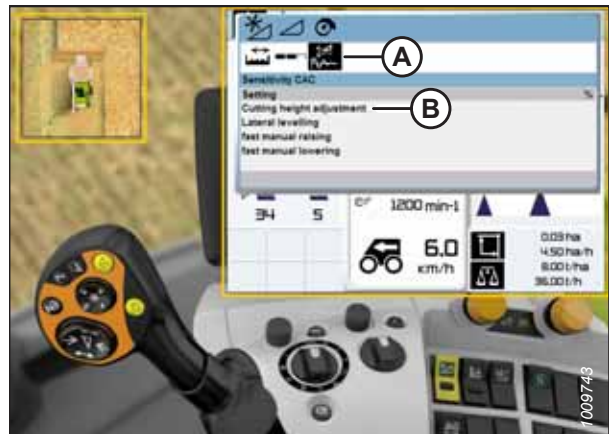 A
Sensitivity CAC
Setting %
Cutting height adjustment
B
Lateral levelling
fast manual raising
fast manual lowering
34 5
1200 min-1
6.0
km/h
0.03 ha
4.50 ha/h
8.00 t/ha
36.00 t/h
1009743